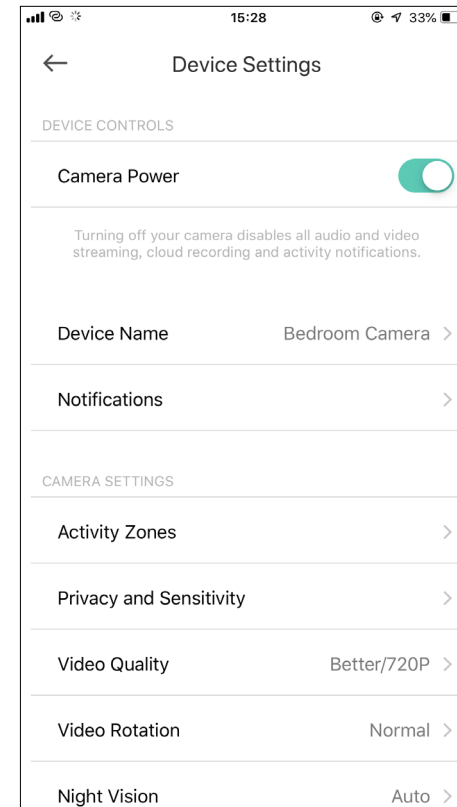 15:28
33%
Device Settings
DEVICE CONTROLS
Camera Power
Turning off your camera disables all audio and video
streaming, cloud recording and activity notifications.
Device Name Bedroom Camera
Notifications
CAMERA SETTINGS
Activity Zones
Privacy and Sensitivity
Video Quality Better/720P
Video Rotation Normal
Night Vision Auto